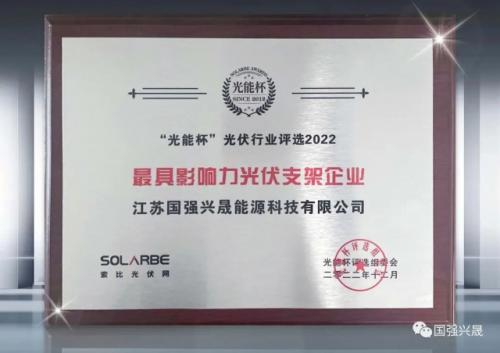 SOLARBE AWARDS
光能杯
SINCE 2012
“光能杯”光伏行业评选2022
最具影响力光伏支架企业
江苏国强兴晟能源科技有限公司
SOLARBE
索比光伏网
光能杯评选组委会
二零二二年十二月
国强兴晟